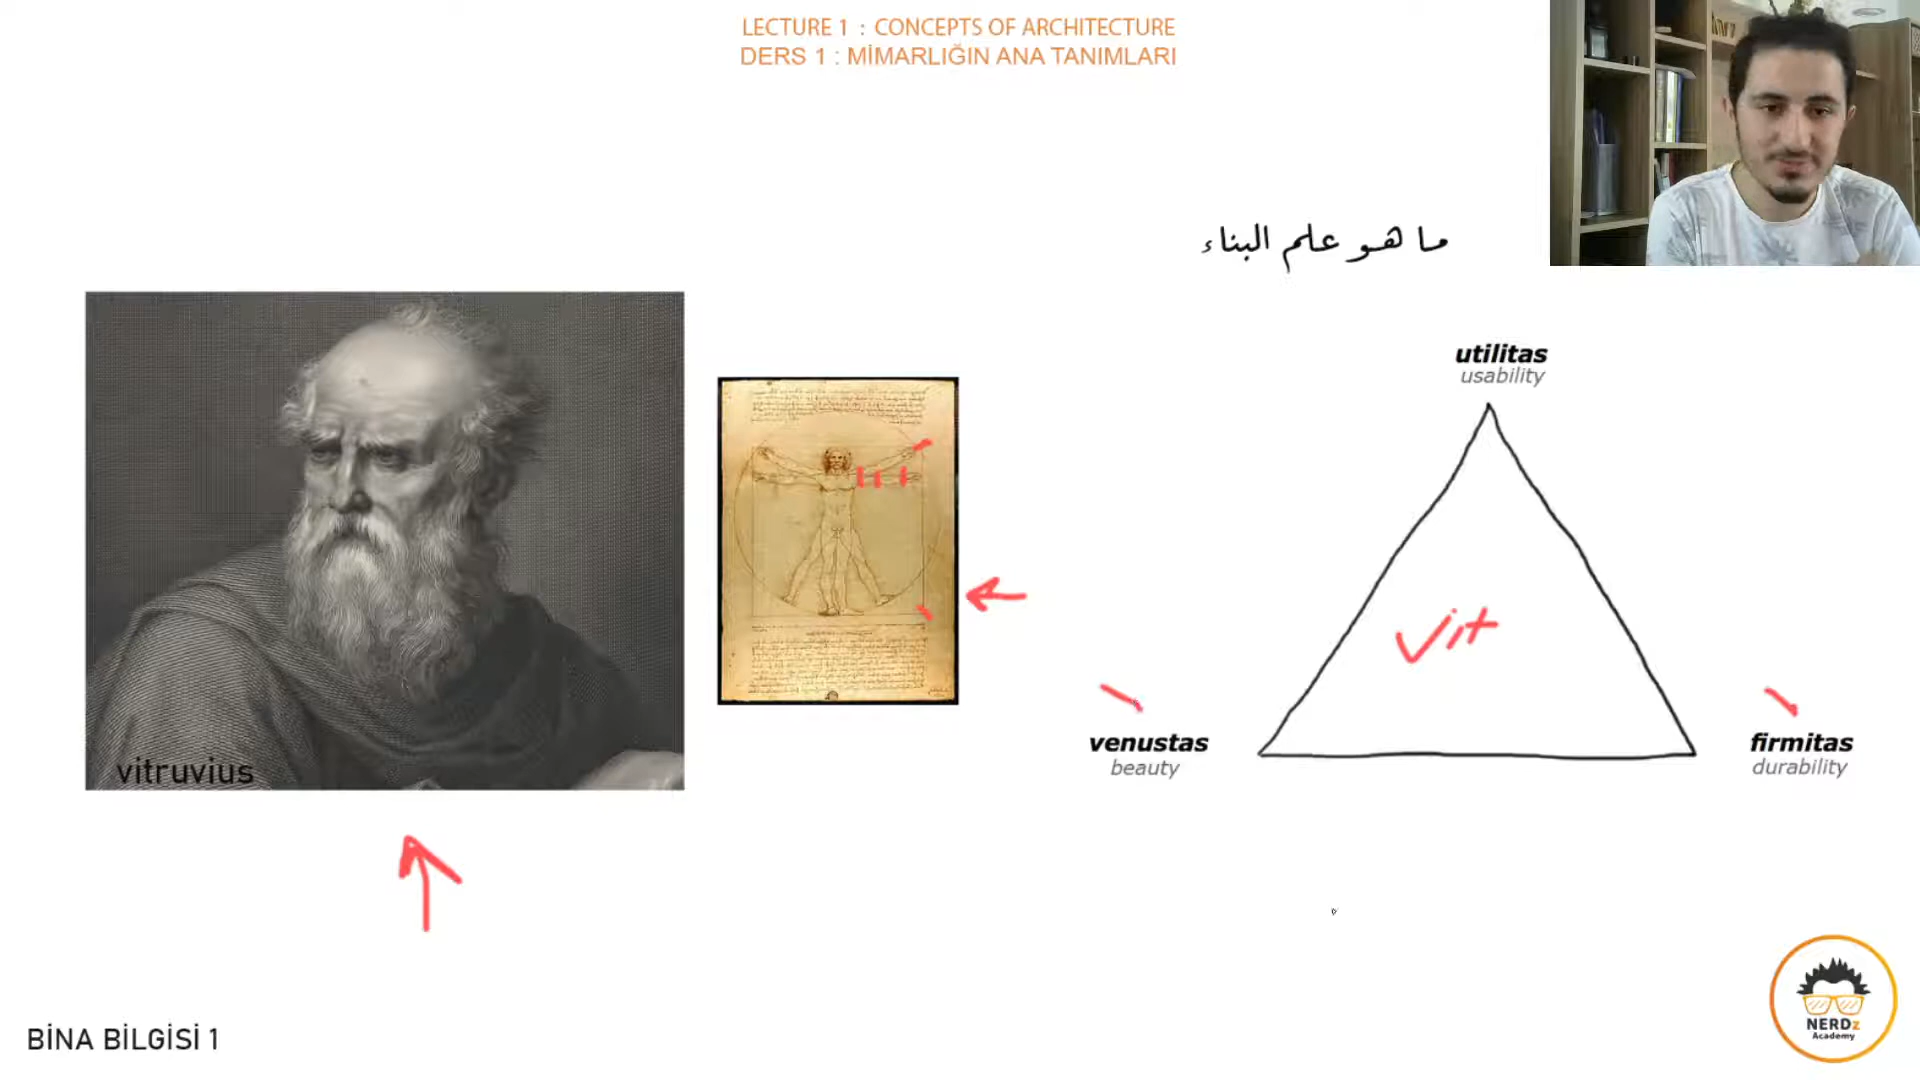 LECTURE 1 : CONCEPTS OF ARCHITECTURE
DERS 1 : MİMARLIĞIN ANA TANIMLARI
ما هو علم البناء
utilitas
usability
vit
venustas
beauty
firmitas
durability
vitruvius
BİNA BİLGİSİ 1
NERDz
Academy